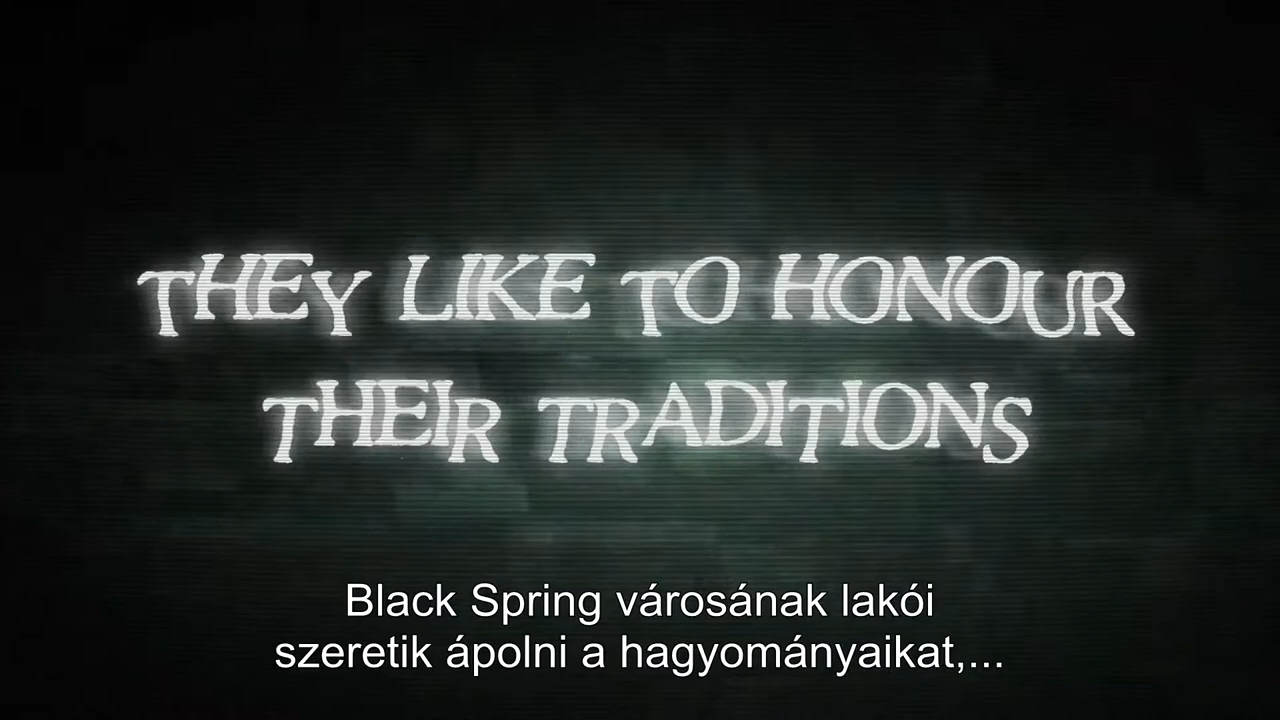 THEY LIKE TO HONOUR
THEIR TRADITIONS
Black Spring városának lakói
szeretik ápolni a hagyományaikat,...